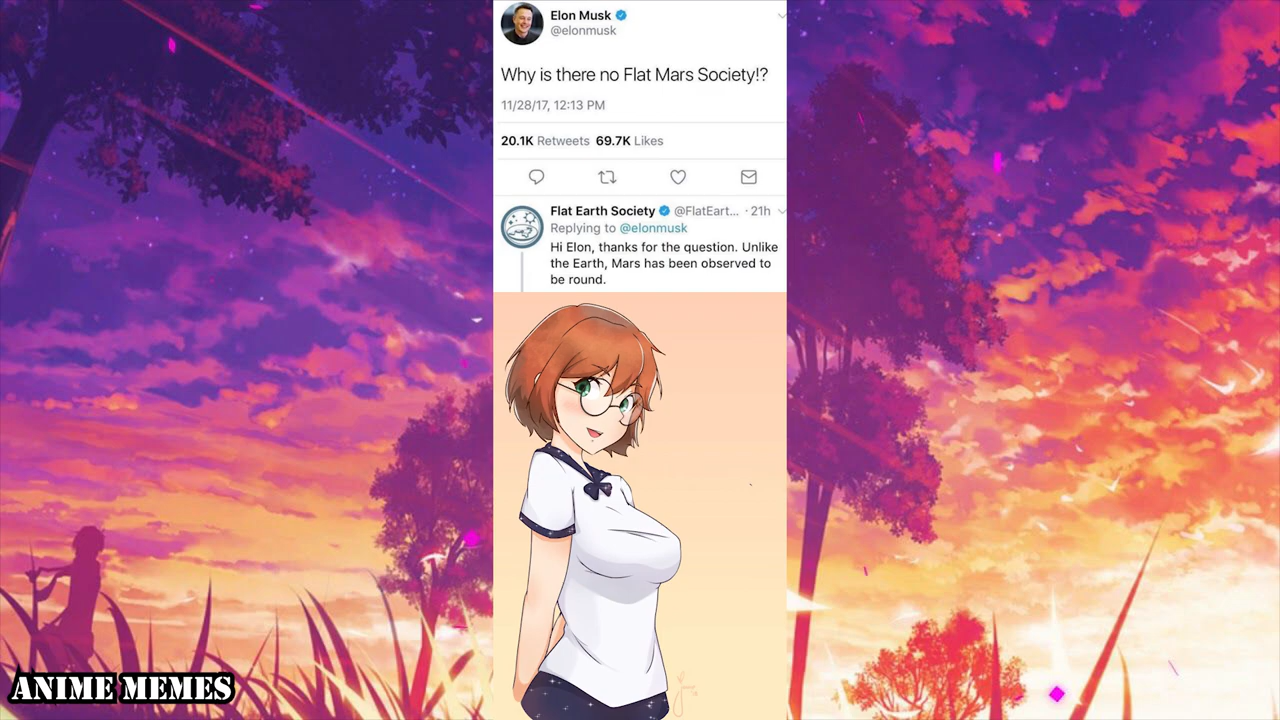 Elon Musk
@elonmusk
Why is there no Flat Mars Society!?
11/28/17, 12:13 PM
20.1K Retweets 69.7K Likes
Flat Earth Society @FlatEart... · 21h
Replying to @elonmusk
Hi Elon, thanks for the question. Unlike
the Earth, Mars has been observed to
be round.
ANIME MEMES